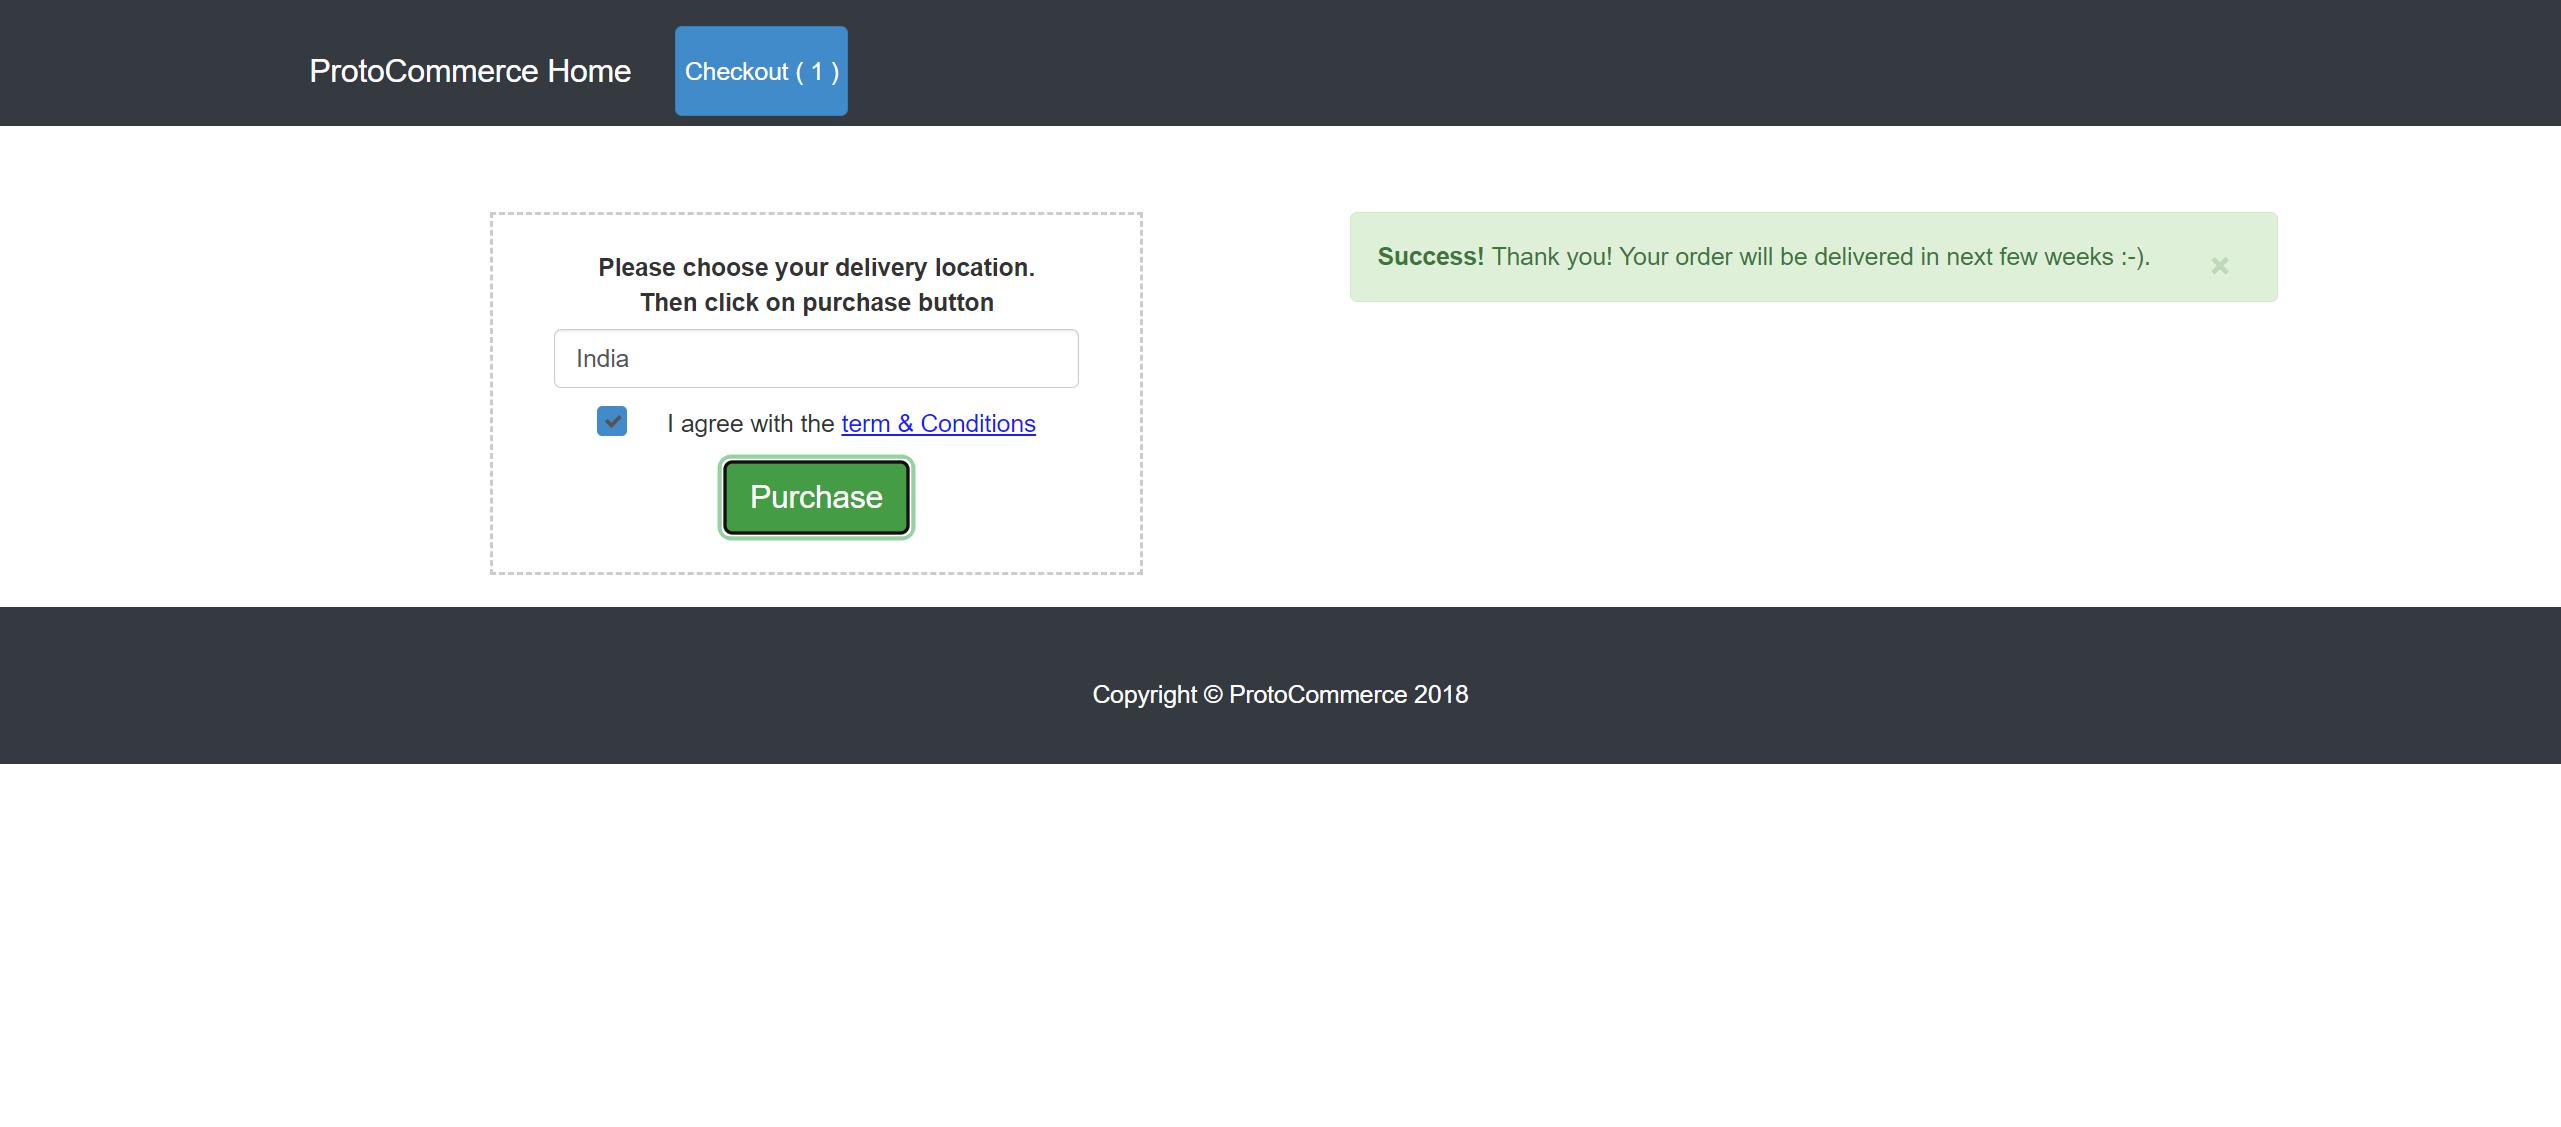 ProtoCommerce Home
Checkout ( 1 )
Please choose your delivery location.
Then click on purchase button
India
I agree with the term & Conditions
Purchase
Success! Thank you! Your order will be delivered in next few weeks :-).
×
Copyright © ProtoCommerce 2018